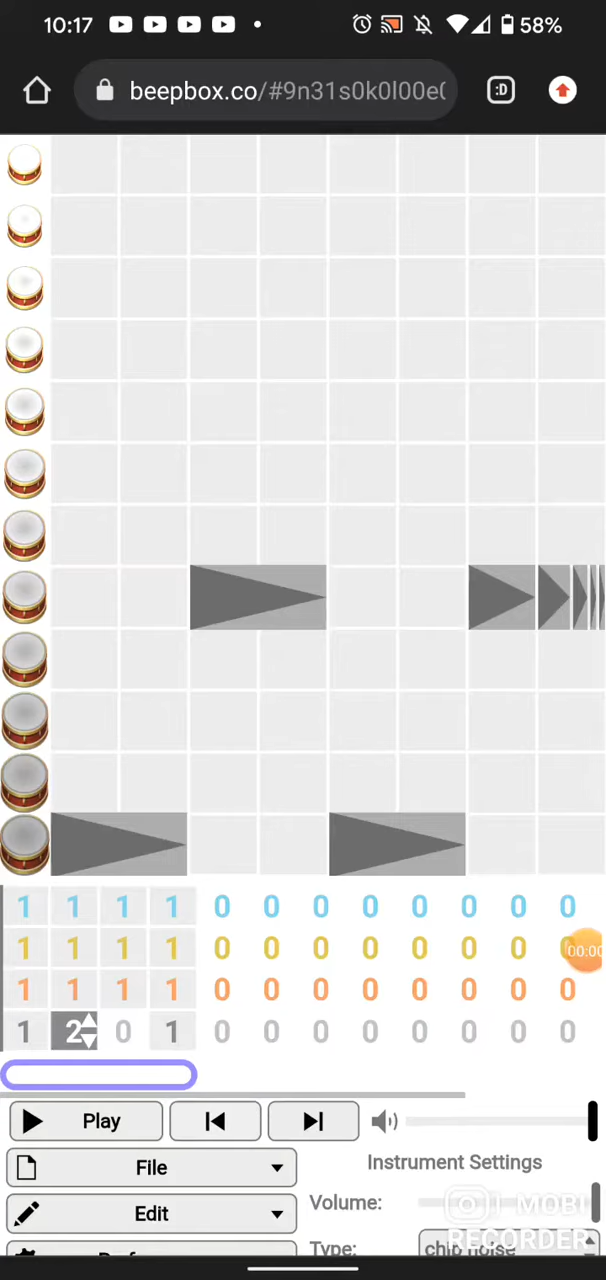 10:17 58%
beepbox.co/#9n31s0k0l00e0
:D
1 1 1 1 0 0 0 0 0 0 0 0
1 1 1 1 0 0 0 0 0 0 0 0
00:00
1 1 1 1 0 0 0 0 0 0 0 0
1 2 0 1 0 0 0 0 0 0 0 0
Play
File
Instrument Settings
Edit
Volume:
MOBI
RECORDER
Type: chip noise